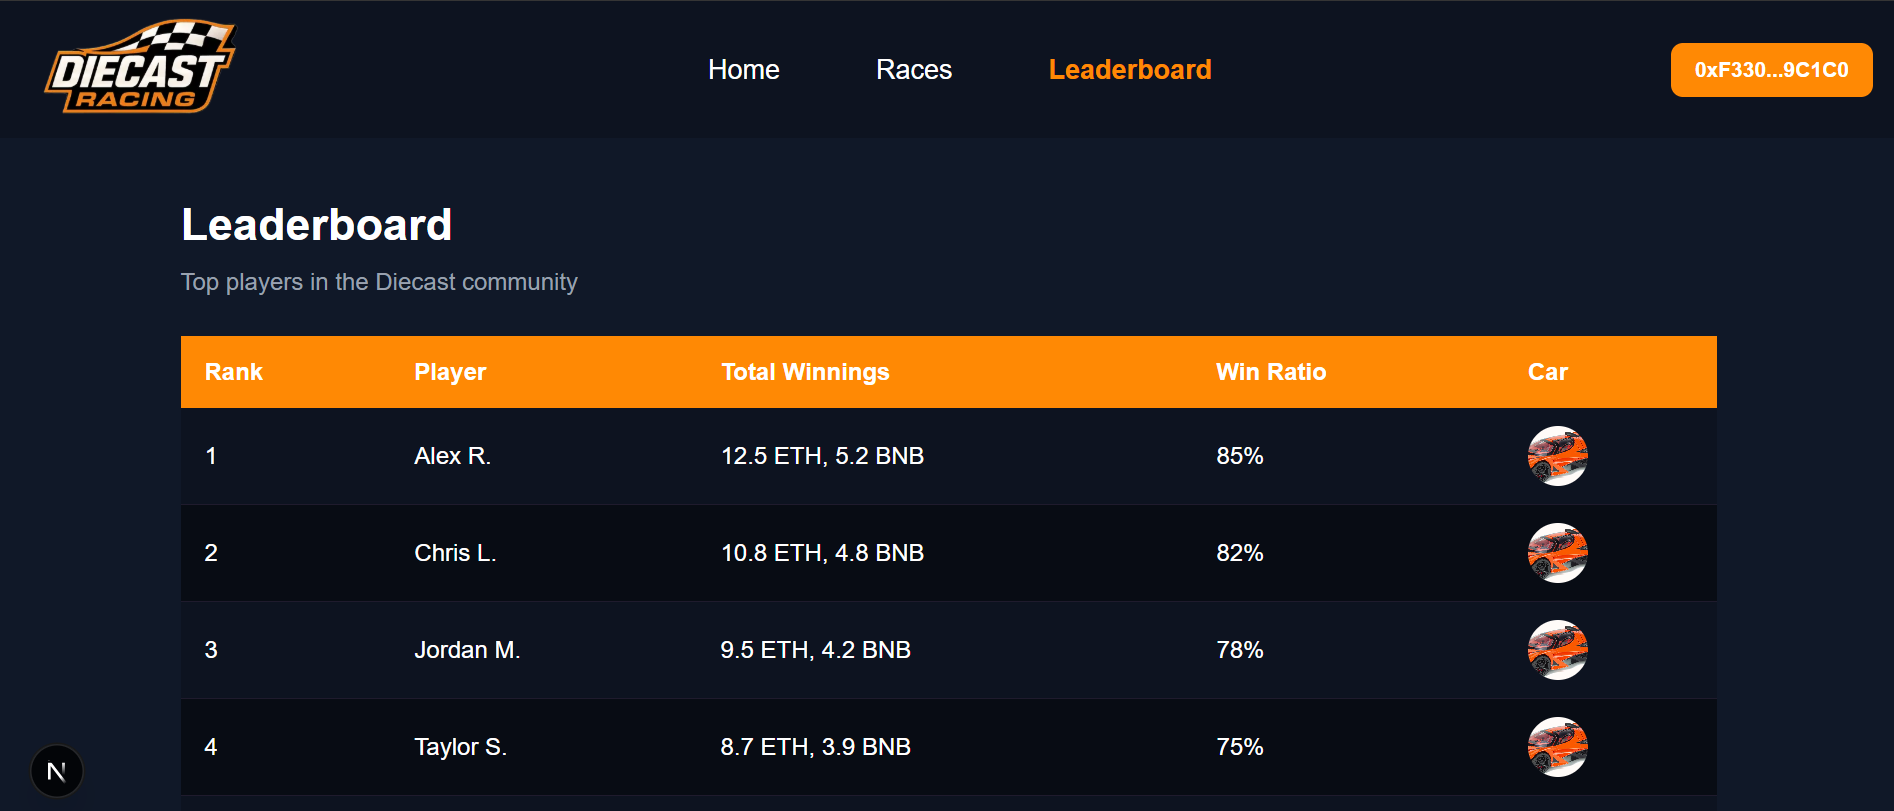 DIECAST
RACING
Home Races Leaderboard
0xF330...9C1C0
Leaderboard
Top players in the Diecast community
Rank Player Total Winnings Win Ratio Car
1 Alex R. 12.5 ETH, 5.2 BNB 85%
2 Chris L. 10.8 ETH, 4.8 BNB 82%
3 Jordan M. 9.5 ETH, 4.2 BNB 78%
4 Taylor S. 8.7 ETH, 3.9 BNB 75%
N